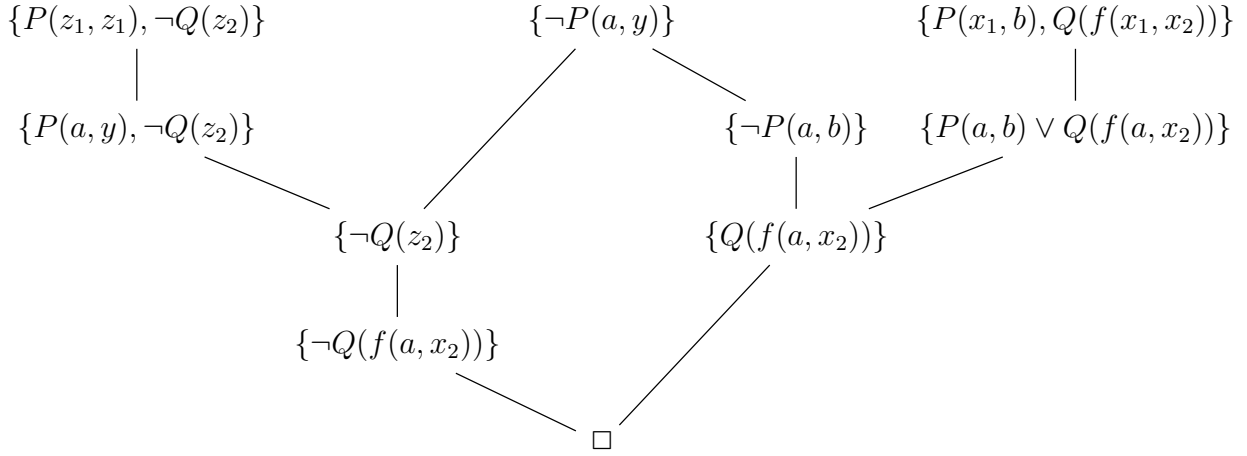 {P(z₁, z₁), ¬Q(z₂)} {¬P(a, y)} {P(x₁, b), Q(f(x₁, x₂))}
{P(a, y), ¬Q(z₂)} {¬P(a, b)} {P(a, b) ∨ Q(f(a, x₂))}
{¬Q(z₂)} {Q(f(a, x₂))}
{¬Q(f(a, x₂))}
□